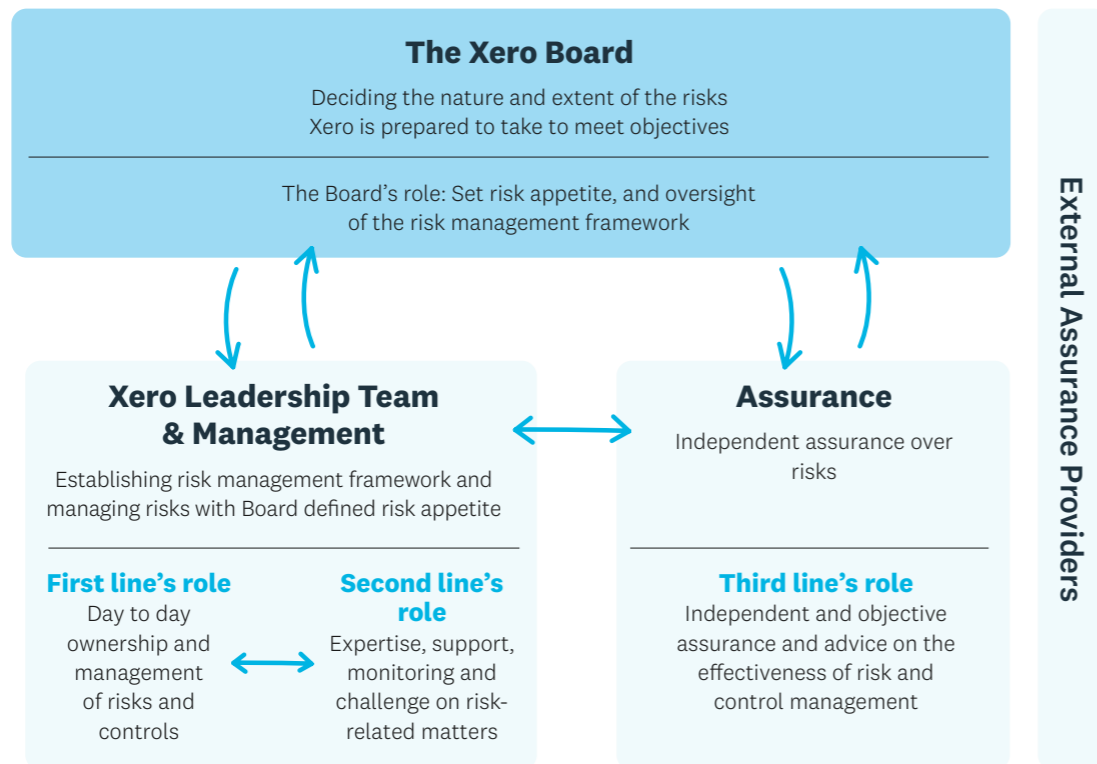 The Xero Board
Deciding the nature and extent of the risks
Xero is prepared to take to meet objectives
The Board’s role: Set risk appetite, and oversight
of the risk management framework
Xero Leadership Team
& Management
Establishing risk management framework and
managing risks with Board defined risk appetite
First line’s role
Day to day
ownership and
management
of risks and
controls
Second line’s
role
Expertise, support,
monitoring and
challenge on risk-
related matters
Assurance
Independent assurance over
risks
Third line’s role
Independent and objective
assurance and advice on the
effectiveness of risk and
control management
External Assurance Providers